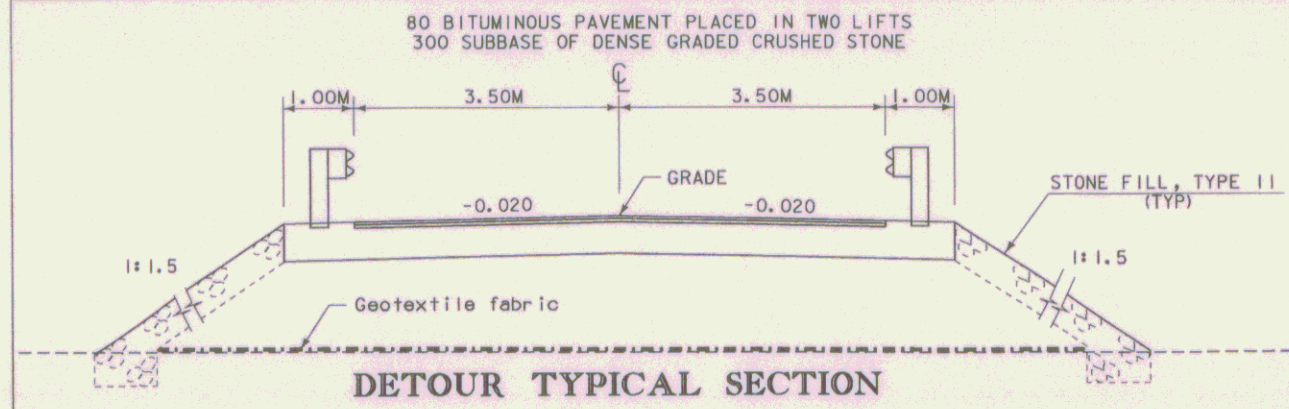 80 BITUMINOUS PAVEMENT PLACED IN TWO LIFTS
300 SUBBASE OF DENSE GRADED CRUSHED STONE
℄
1.00M 3.50M 3.50M 1.00M
GRADE
STONE FILL, TYPE II
(TYP)
-0.020 -0.020
1:1.5 1:1.5
Geotextile fabric
DETOUR TYPICAL SECTION